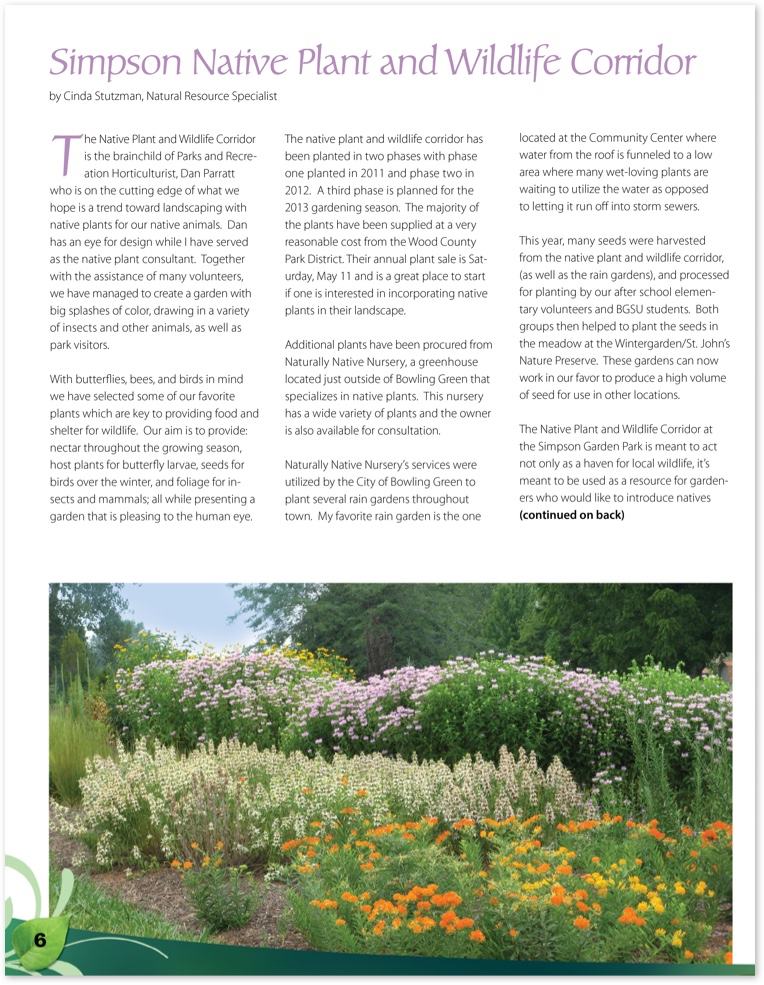 Simpson Native Plant and Wildlife Corridor
by Cinda Stutzman, Natural Resource Specialist
The Native Plant and Wildlife Corridor
is the brainchild of Parks and Recre-
ation Horticulturist, Dan Parratt
who is on the cutting edge of what we
hope is a trend toward landscaping with
native plants for our native animals.  Dan
has an eye for design while I have served
as the native plant consultant.  Together
with the assistance of many volunteers,
we have managed to create a garden with
big splashes of color, drawing in a variety
of insects and other animals, as well as
park visitors.
With butterflies, bees, and birds in mind
we have selected some of our favorite
plants which are key to providing food and
shelter for wildlife.  Our aim is to provide:
nectar throughout the growing season,
host plants for butterfly larvae, seeds for
birds over the winter, and foliage for in-
sects and mammals; all while presenting a
garden that is pleasing to the human eye.
The native plant and wildlife corridor has
been planted in two phases with phase
one planted in 2011 and phase two in
2012.  A third phase is planned for the
2013 gardening season.  The majority of
the plants have been supplied at a very
reasonable cost from the Wood County
Park District. Their annual plant sale is Sat-
urday, May 11 and is a great place to start
if one is interested in incorporating native
plants in their landscape.
Additional plants have been procured from
Naturally Native Nursery, a greenhouse
located just outside of Bowling Green that
specializes in native plants.  This nursery
has a wide variety of plants and the owner
is also available for consultation.
Naturally Native Nursery's services were
utilized by the City of Bowling Green to
plant several rain gardens throughout
town.  My favorite rain garden is the one
located at the Community Center where
water from the roof is funneled to a low
area where many wet-loving plants are
waiting to utilize the water as opposed
to letting it run off into storm sewers.
This year, many seeds were harvested
from the native plant and wildlife corridor,
(as well as the rain gardens), and processed
for planting by our after school elemen-
tary volunteers and BGSU students.  Both
groups then helped to plant the seeds in
the meadow at the Wintergarden/St. John's
Nature Preserve.  These gardens can now
work in our favor to produce a high volume
of seed for use in other locations.
The Native Plant and Wildlife Corridor at
the Simpson Garden Park is meant to act
not only as a haven for local wildlife, it's
meant to be used as a resource for garden-
ers who would like to introduce natives
(continued on back)
6